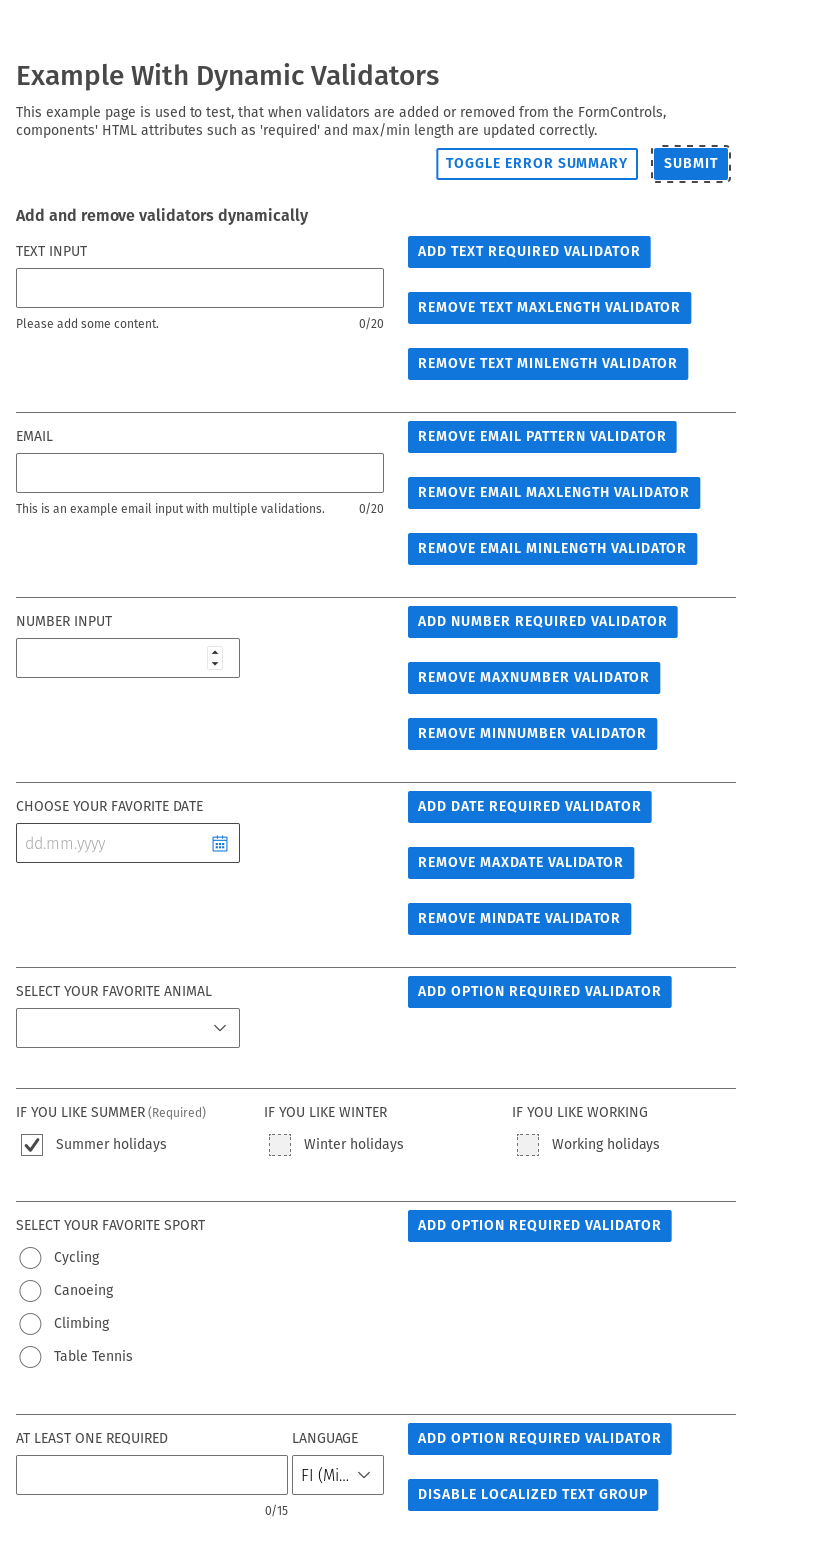 Example With Dynamic Validators
This example page is used to test, that when validators are added or removed from the FormControls,
components' HTML attributes such as 'required' and max/min length are updated correctly.
TOGGLE ERROR SUMMARY
SUBMIT
Add and remove validators dynamically
TEXT INPUT
ADD TEXT REQUIRED VALIDATOR
REMOVE TEXT MAXLENGTH VALIDATOR
Please add some content.
0/20
REMOVE TEXT MINLENGTH VALIDATOR
EMAIL
REMOVE EMAIL PATTERN VALIDATOR
REMOVE EMAIL MAXLENGTH VALIDATOR
This is an example email input with multiple validations.
0/20
REMOVE EMAIL MINLENGTH VALIDATOR
NUMBER INPUT
ADD NUMBER REQUIRED VALIDATOR
REMOVE MAXNUMBER VALIDATOR
REMOVE MINNUMBER VALIDATOR
CHOOSE YOUR FAVORITE DATE
ADD DATE REQUIRED VALIDATOR
dd.mm.yyyy
REMOVE MAXDATE VALIDATOR
REMOVE MINDATE VALIDATOR
SELECT YOUR FAVORITE ANIMAL
ADD OPTION REQUIRED VALIDATOR
IF YOU LIKE SUMMER (Required)
IF YOU LIKE WINTER
IF YOU LIKE WORKING
Summer holidays
Winter holidays
Working holidays
SELECT YOUR FAVORITE SPORT
ADD OPTION REQUIRED VALIDATOR
Cycling
Canoeing
Climbing
Table Tennis
AT LEAST ONE REQUIRED
LANGUAGE
ADD OPTION REQUIRED VALIDATOR
FI (Mi...
DISABLE LOCALIZED TEXT GROUP
0/15